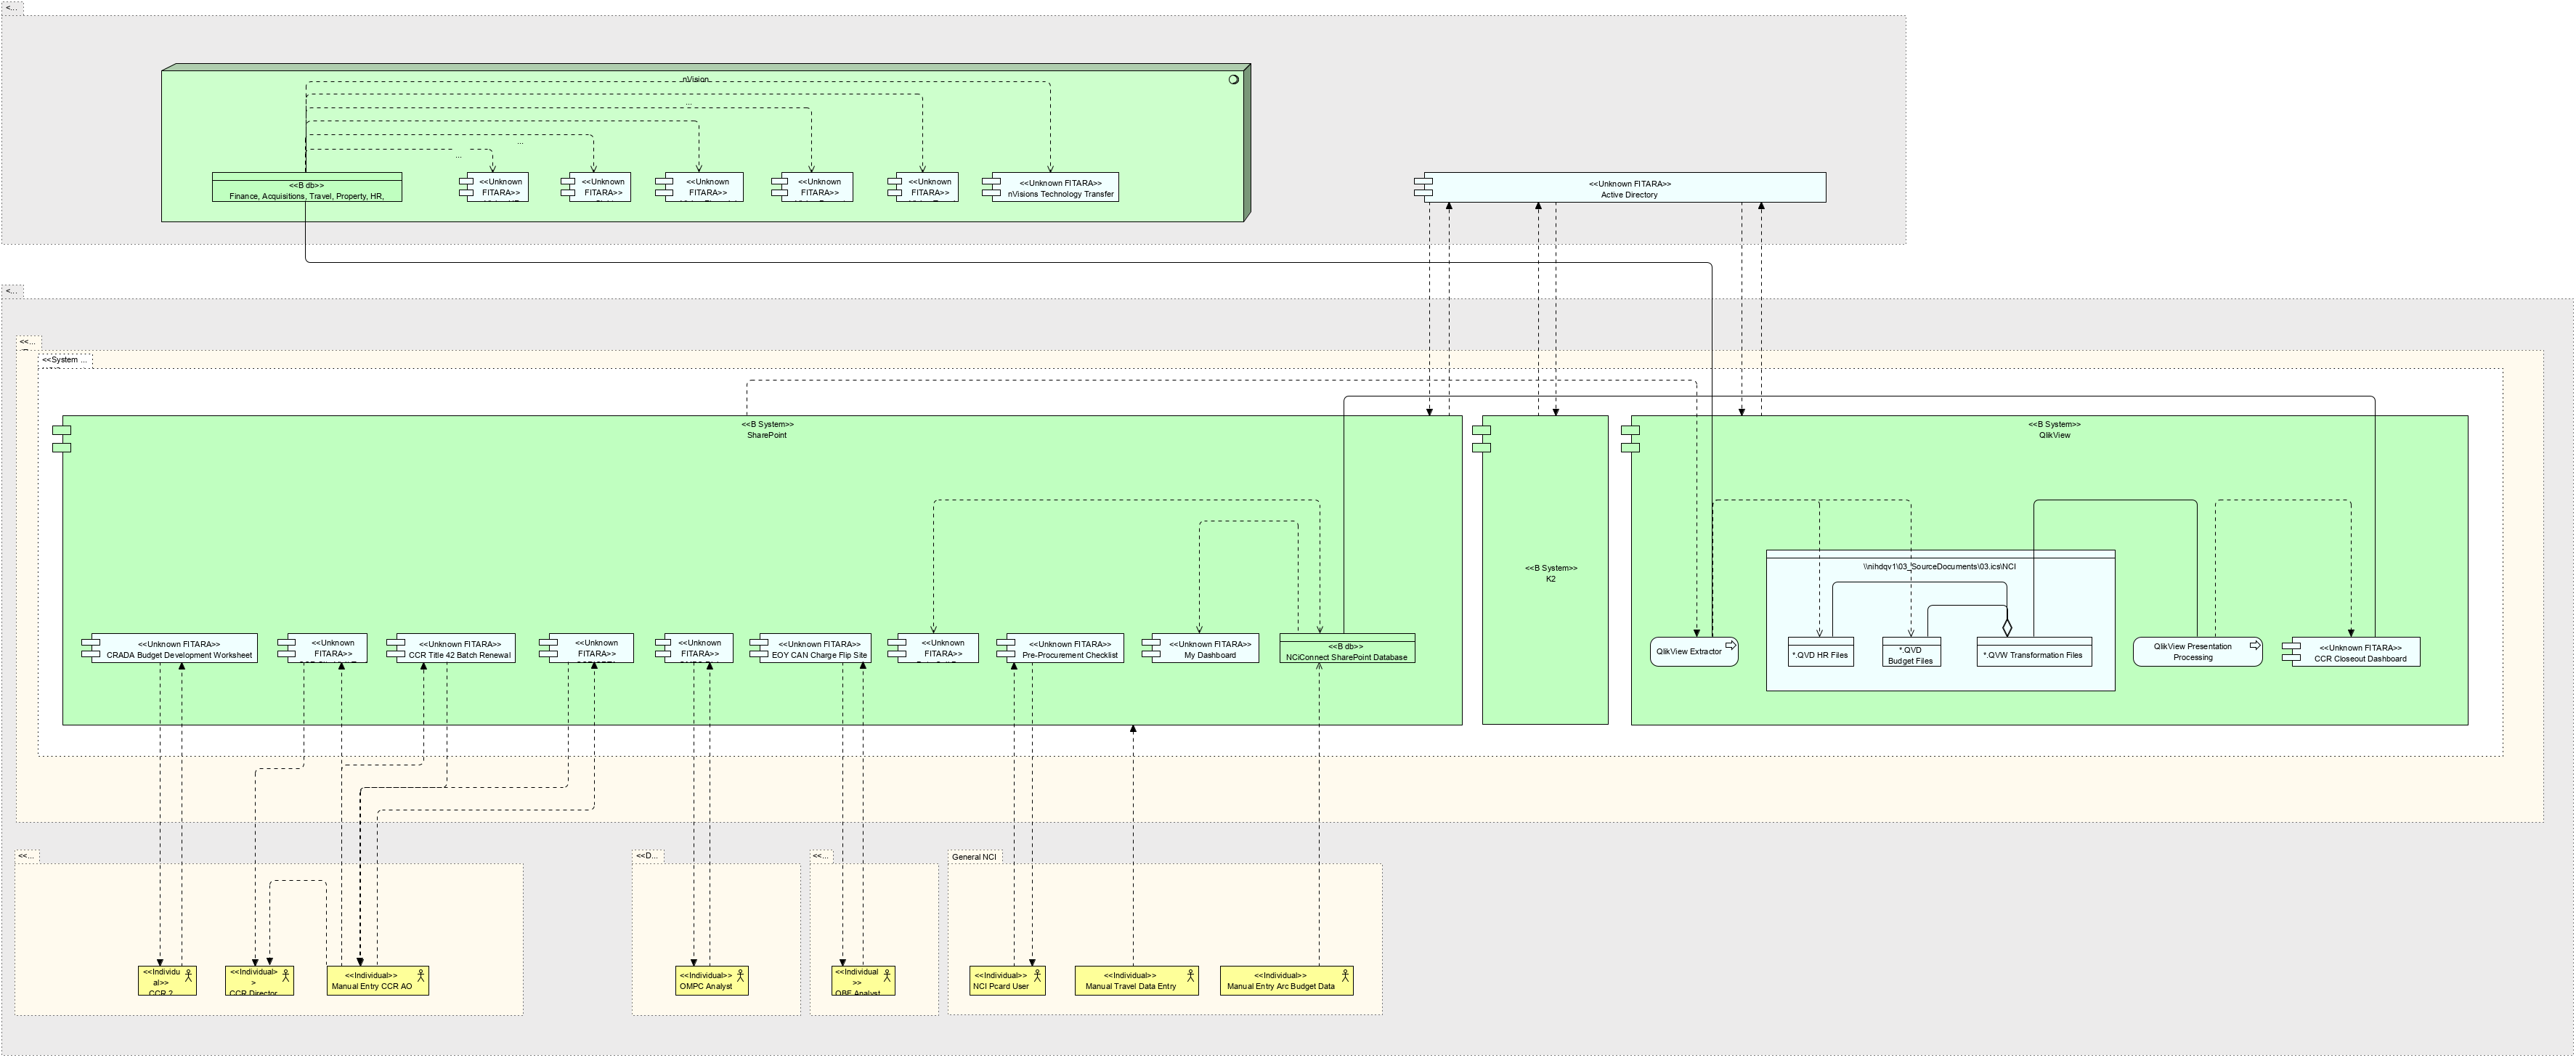 <...
nVision
...
...
...
<<B db>>
Finance, Acquisitions, Travel, Property, HR,
<<Unknown
FITARA>>
<<Unknown
FITARA>>
<<Unknown
FITARA>>
<<Unknown
FITARA>>
<<Unknown
FITARA>>
<<Unknown FITARA>>
nVisions Technology Transfer
<<Unknown FITARA>>
Active Directory
<...
<<...
<<System ...
<<B System>>
SharePoint
<<B System>>
K2
<<B System>>
QlikView
\\nihdqv1\03_SourceDocuments\03.ics\NCI
<<Unknown FITARA>>
CRADA Budget Development Worksheet
<<Unknown
FITARA>>
<<Unknown FITARA>>
CCR Title 42 Batch Renewal
<<Unknown
FITARA>>
<<Unknown
FITARA>>
<<Unknown FITARA>>
EOY CAN Charge Flip Site
<<Unknown
FITARA>>
<<Unknown FITARA>>
Pre-Procurement Checklist
<<Unknown FITARA>>
My Dashboard
<<B db>>
NCiConnect SharePoint Database
QlikView Extractor
*.QVD HR Files
*.QVD
Budget Files
*.QVW Transformation Files
QlikView Presentation
Processing
<<Unknown FITARA>>
CCR Closeout Dashboard
<<...
<<D...
<<...
General NCI
<<Individu
al>>
CCR 2
<<Individual>
>
CCR Director
<<Individual>>
Manual Entry CCR AO
<<Individual>>
OMPC Analyst
<<Individual
>>
OBF Analyst
<<Individual>>
NCI Pcard User
<<Individual>>
Manual Travel Data Entry
<<Individual>>
Manual Entry Arc Budget Data